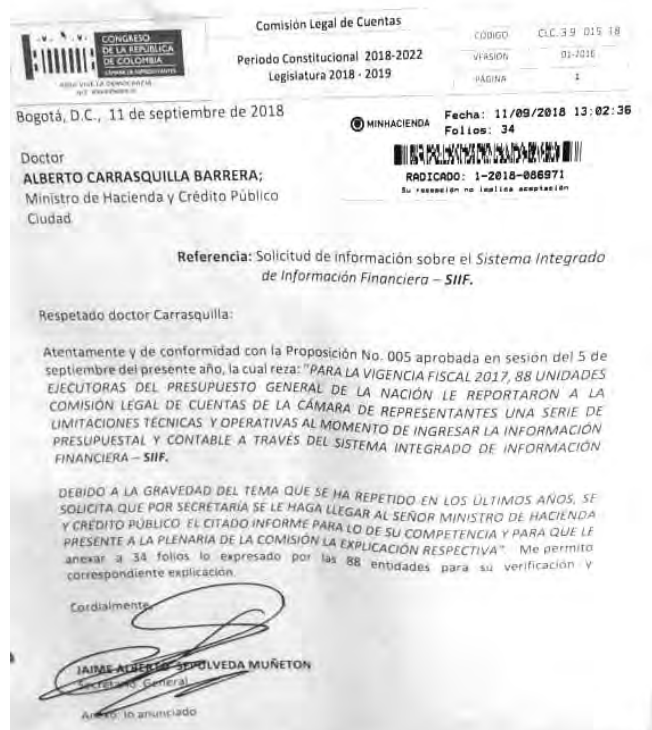 CONGRESO
DE LA REPÚBLICA
DE COLOMBIA
CÁMARA DE REPRESENTANTES
AQUÍ VIVE LA DEMOCRACIA
Comisión Legal de Cuentas
Periodo Constitucional 2018-2022
Legislatura 2018 - 2019
CÓDIGO
VERSIÓN 01-2016
PÁGINA 1
Bogotá, D.C., 11 de septiembre de 2018
MINHACIENDA
Fecha: 11/09/2018 13:02:36
Folios: 34
RADICADO: 1-2018-086971
Su recepción no implica aceptación
Doctor
ALBERTO CARRASQUILLA BARRERA;
Ministro de Hacienda y Crédito Público
Ciudad
Referencia: Solicitud de información sobre el Sistema Integrado
de Información Financiera – SIIF.
Respetado doctor Carrasquilla:
Atentamente y de conformidad con la Proposición No. 005 aprobada en sesión del 5 de
septiembre del presente año, la cual reza: "PARA LA VIGENCIA FISCAL 2017, 88 UNIDADES
EJECUTORAS DEL PRESUPUESTO GENERAL DE LA NACIÓN LE REPORTARON A LA
COMISIÓN LEGAL DE CUENTAS DE LA CÁMARA DE REPRESENTANTES UNA SERIE DE
LIMITACIONES TÉCNICAS Y OPERATIVAS AL MOMENTO DE INGRESAR LA INFORMACIÓN
PRESUPUESTAL Y CONTABLE A TRAVÉS DEL SISTEMA INTEGRADO DE INFORMACIÓN
FINANCIERA – SIIF.
DEBIDO A LA GRAVEDAD DEL TEMA QUE SE HA REPETIDO EN LOS ÚLTIMOS AÑOS, SE
SOLICITA QUE POR SECRETARÍA SE LE HAGA LLEGAR AL SEÑOR MINISTRO DE HACIENDA
Y CRÉDITO PÚBLICO EL CITADO INFORME PARA LO DE SU COMPETENCIA Y PARA QUE LE
PRESENTE A LA PLENARIA DE LA COMISIÓN LA EXPLICACIÓN RESPECTIVA". Me permito
anexar a 34 folios lo expresado por las 88 entidades para su verificación y
correspondiente explicación.
Cordialmente,
JAIME ALBERTO SEPÚLVEDA MUÑETON
Secretario General
Anexo: lo anunciado